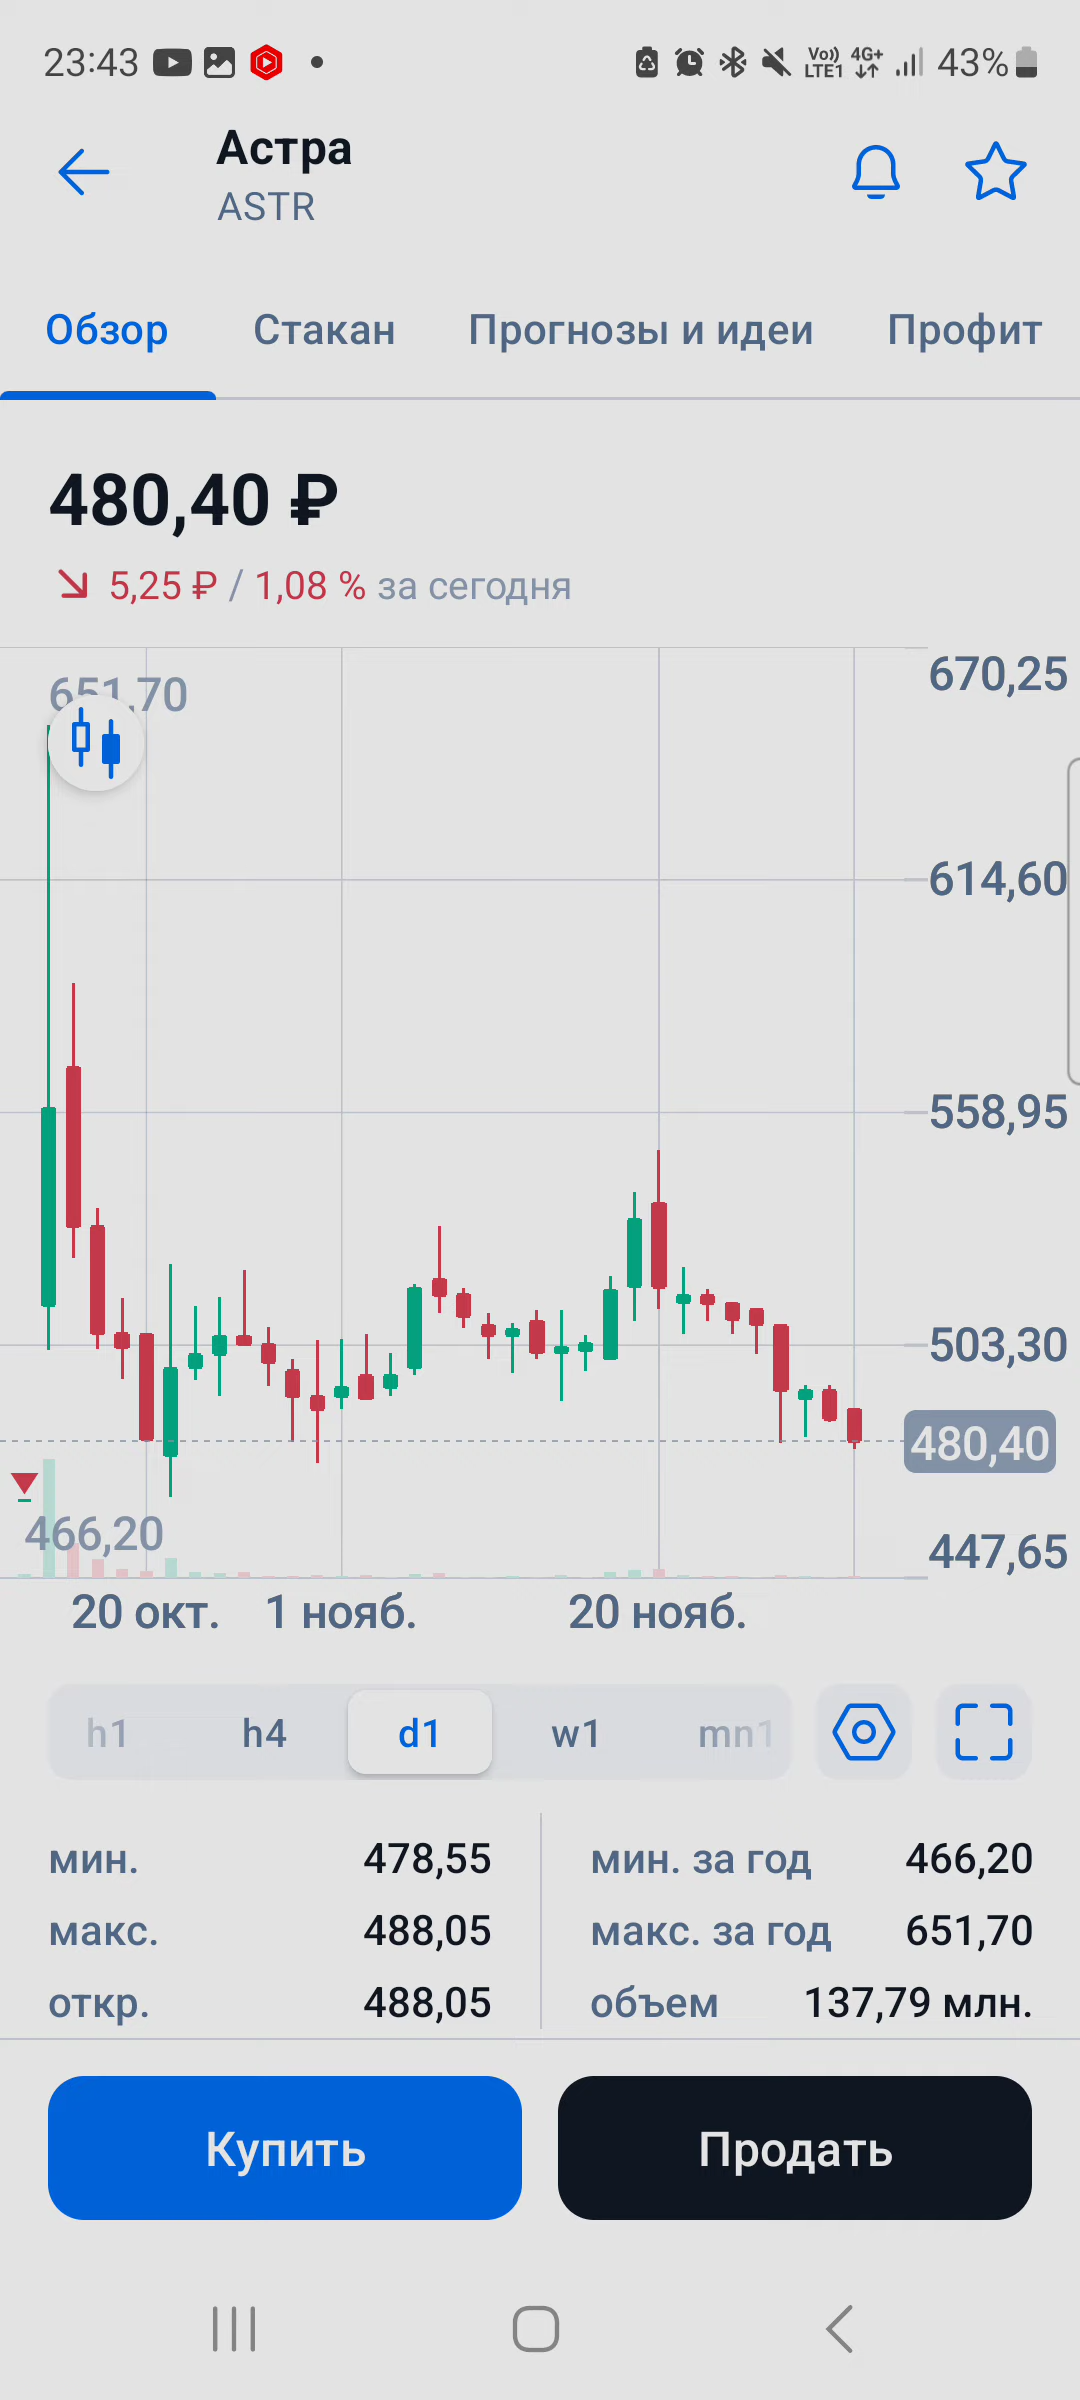 23:43 Vo)) LTE1 4G+ 43%
Астра
ASTR
Обзор Стакан Прогнозы и идеи Профит
480,40 ₽
5,25 ₽ / 1,08 % за сегодня
651,70
670,25
614,60
558,95
503,30
480,40
466,20
447,65
20 окт. 1 нояб. 20 нояб.
h1 h4 d1 w1 mn1
мин. 478,55 мин. за год 466,20
макс. 488,05 макс. за год 651,70
откр. 488,05 объем 137,79 млн.
Купить Продать